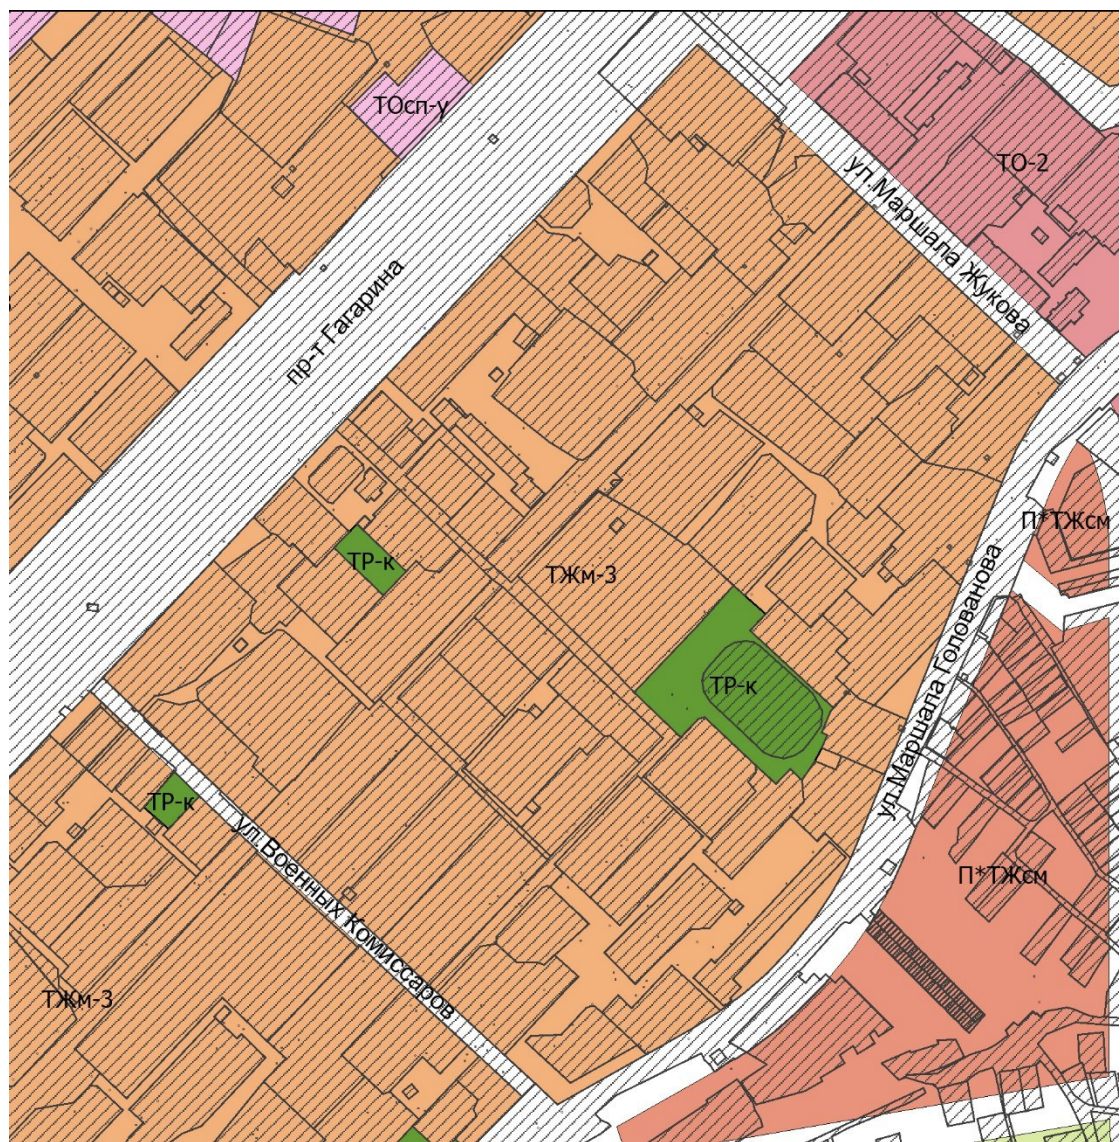 ТОсп-у
ТО-2
ул.Маршала Жукова
пр-т Гагарина
П*ТЖсм
ТР-к
ТЖм-3
ул.Маршала Голованова
ТР-к
ТР-к
ул.Военных Комиссаров
П*ТЖсм
ТЖм-3